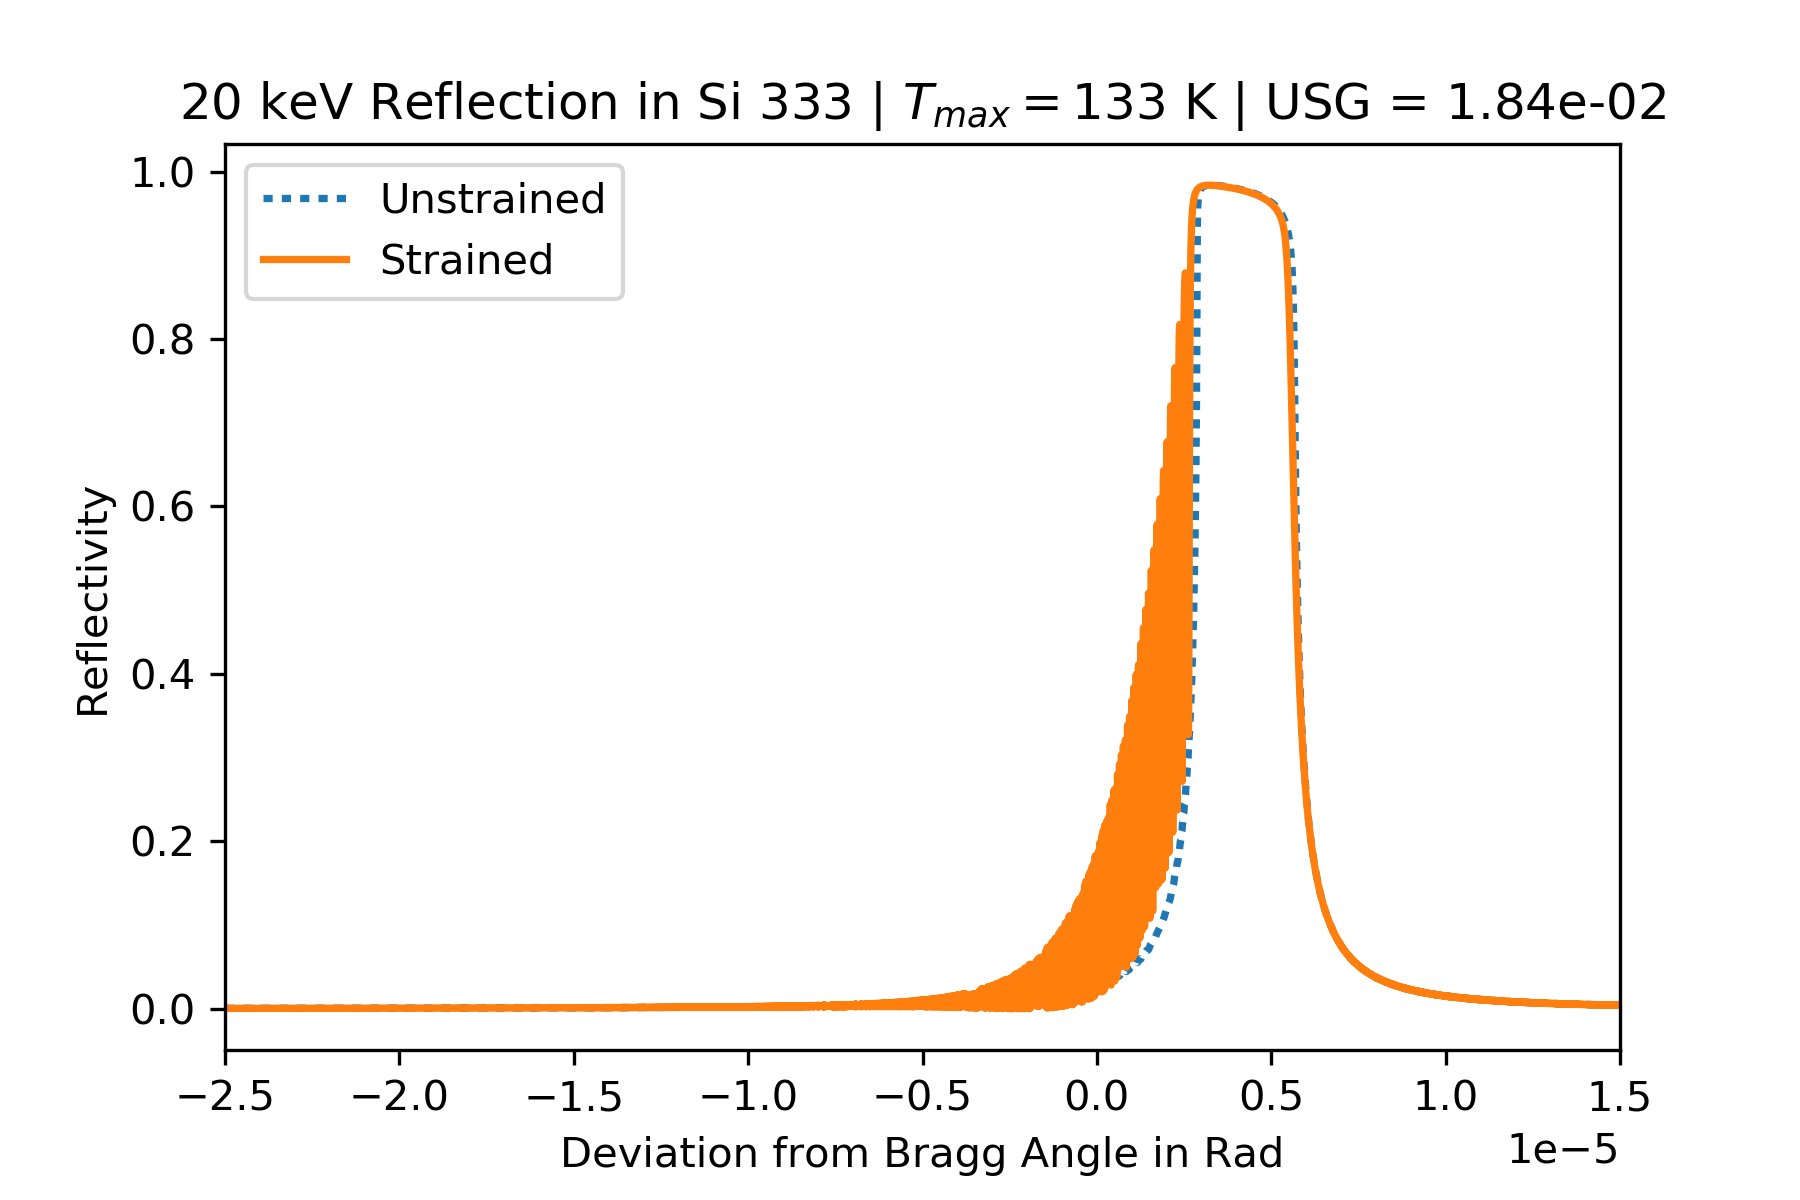 20 keV Reflection in Si 333 | T_max = 133 K | USG = 1.84e-02
Unstrained
Strained
Reflectivity
1.0
0.8
0.6
0.4
0.2
0.0
−2.5 −2.0 −1.5 −1.0 −0.5 0.0 0.5 1.0 1.5
Deviation from Bragg Angle in Rad
1e−5